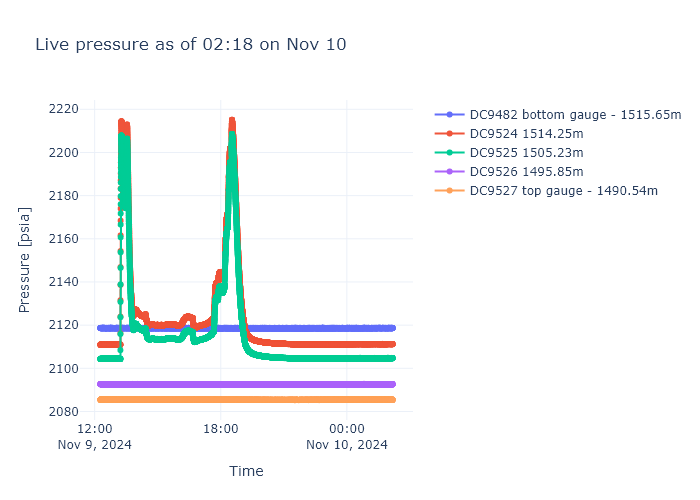 Live pressure as of 02:18 on Nov 10
2220
2200
2180
2160
2140
2120
2100
2080
Pressure [psia]
12:00
Nov 9, 2024
18:00
00:00
Nov 10, 2024
Time
DC9482 bottom gauge - 1515.65m
DC9524 1514.25m
DC9525 1505.23m
DC9526 1495.85m
DC9527 top gauge - 1490.54m